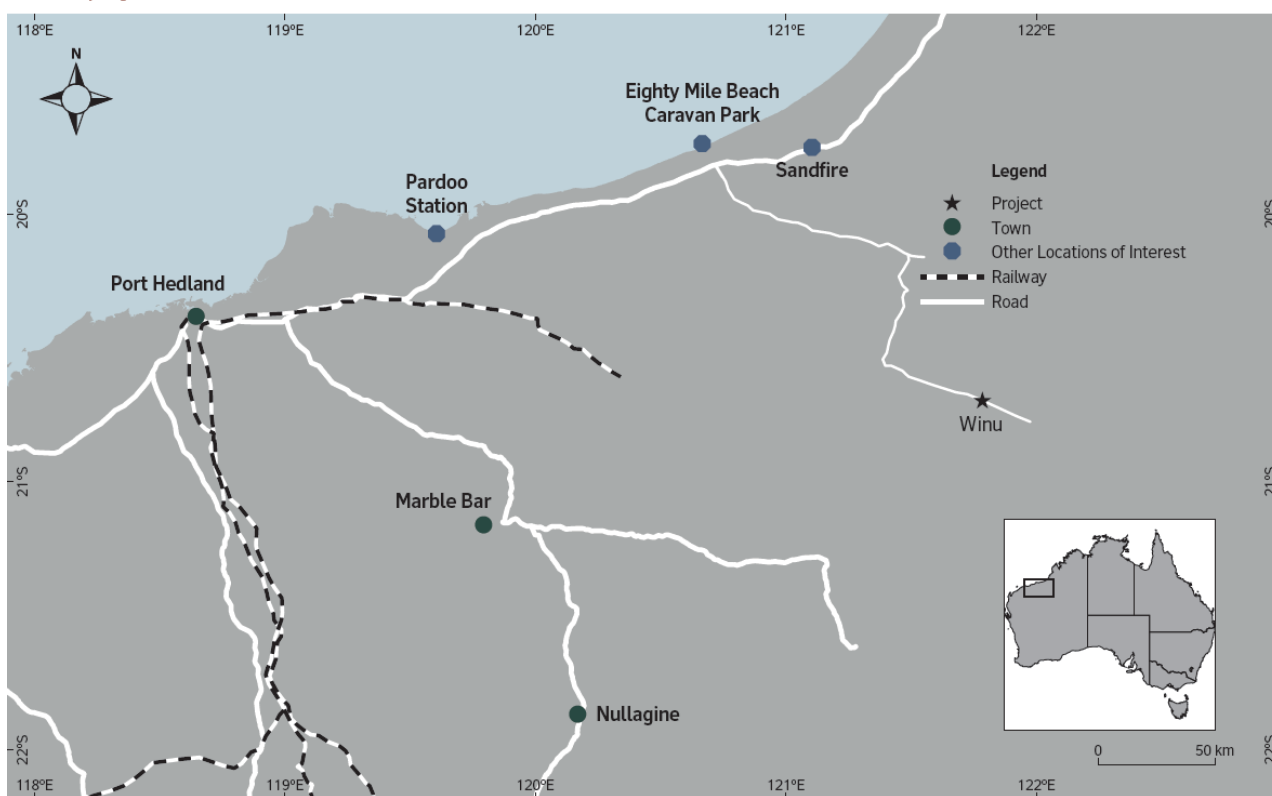 118°E
119°E
120°E
121°E
122°E
N
Eighty Mile Beach
Caravan Park
Sandfire
Pardoo
Station
Legend
Project
Town
Other Locations of Interest
Railway
Road
20°S
20°S
Port Hedland
Winu
21°S
21°S
Marble Bar
Nullagine
22°S
22°S
0
50 km
118°E
119°E
120°E
121°E
122°E